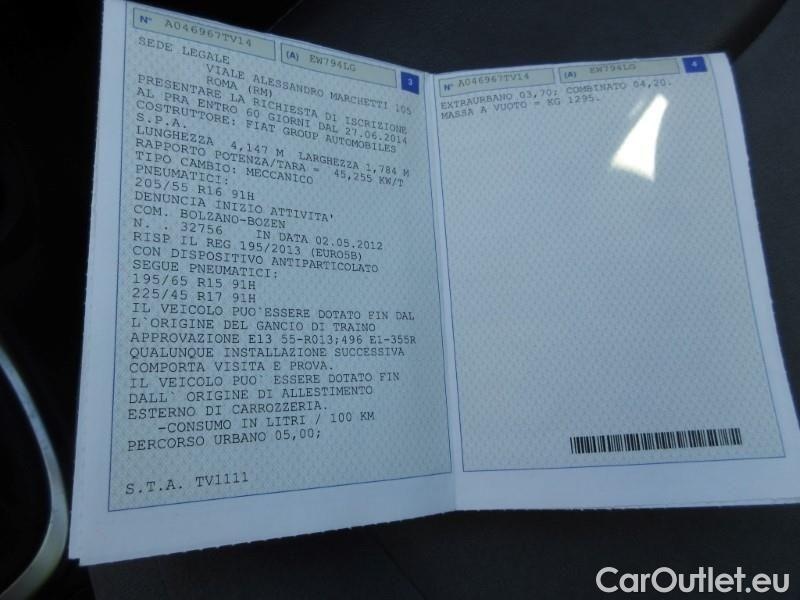 N° A046967TV14
(A) EW794LG
3
SEDE LEGALE
VIALE ALESSANDRO MARCHETTI 105
ROMA (RM)
PRESENTARE LA RICHIESTA DI ISCRIZIONE
AL PRA ENTRO 60 GIORNI DAL 27.06.2014
COSTRUTTORE: FIAT GROUP AUTOMOBILES
S.P.A.
LUNGHEZZA 4,147 M LARGHEZZA 1,784 M
RAPPORTO POTENZA/TARA = 45,255 KW/T
TIPO CAMBIO: MECCANICO
PNEUMATICI:
205/55 R16 91H
DENUNCIA INIZIO ATTIVITA'
COM. BOLZANO-BOZEN
N. . 32756 IN DATA 02.05.2012
RISP IL REG 195/2013 (EURO5B)
CON DISPOSITIVO ANTIPARTICOLATO
SEGUE PNEUMATICI:
195/65 R15 91H
225/45 R17 91H
IL VEICOLO PUO`ESSERE DOTATO FIN DAL
L`ORIGINE DEL GANCIO DI TRAINO
APPROVAZIONE E13 55-R013;496 E1-355R
QUALUNQUE INSTALLAZIONE SUCCESSIVA
COMPORTA VISITA E PROVA.
IL VEICOLO PUO` ESSERE DOTATO FIN
DALL` ORIGINE DI ALLESTIMENTO
ESTERNO DI CARROZZERIA.
-CONSUMO IN LITRI / 100 KM
PERCORSO URBANO 05,00;
S.T.A. TV1111
N° A046967TV14
(A) EW794LG
4
EXTRAURBANO 03,70; COMBINATO 04,20.
MASSA A VUOTO = KG 1295.
CarOutlet.eu